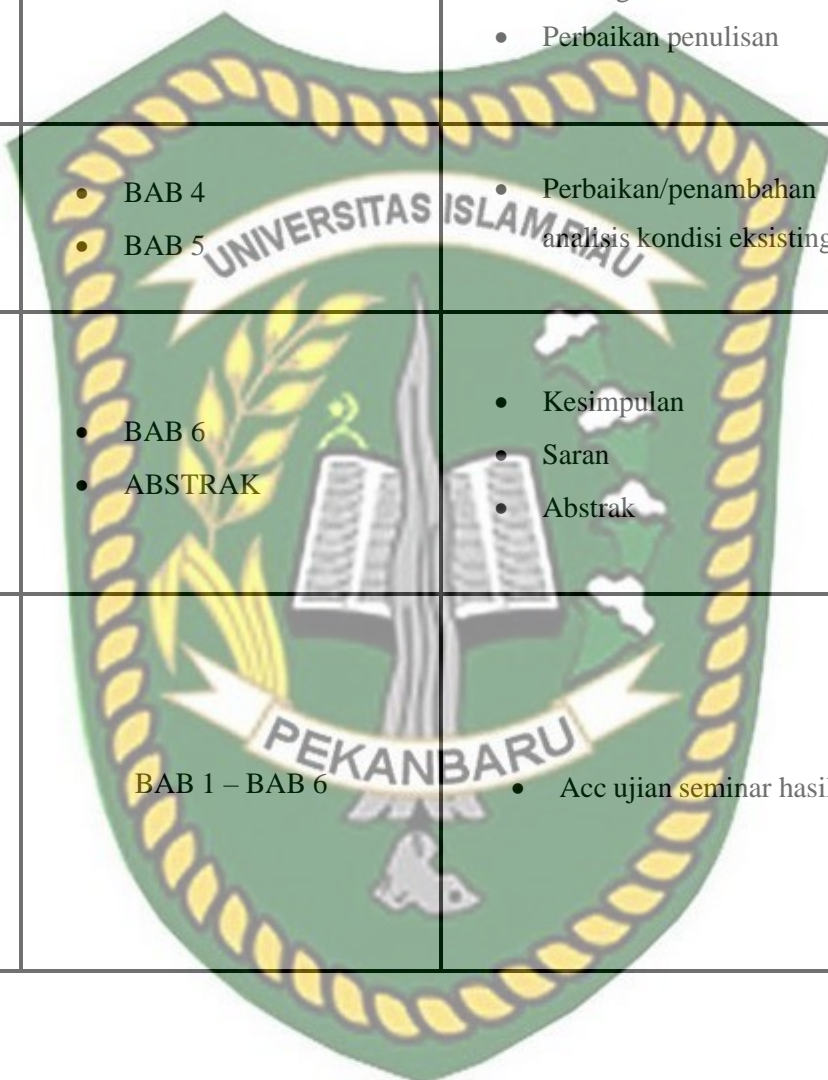 • Perbaikan penulisan
• BAB 4
• BAB 5
• Perbaikan/penambahan
analisis kondisi eksisting
UNIVERSITAS ISLAM RIAU
• BAB 6
• ABSTRAK
• Kesimpulan
• Saran
• Abstrak
PEKANBARU
BAB 1 – BAB 6
• Acc ujian seminar hasil